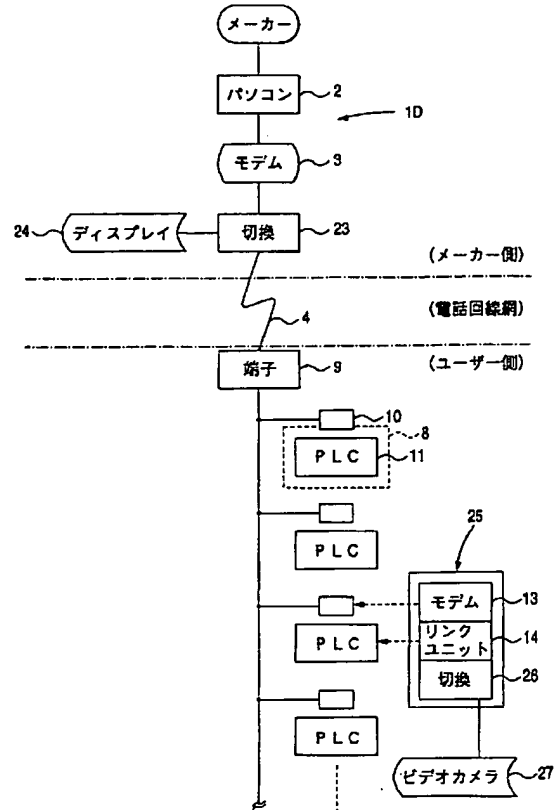 メーカー
パソコン
2
1D
モデム
3
24
ディスプレイ
切換
23
(メーカー側)
4
(電話回線網)
(ユーザー側)
端子
9
10
8
PLC
11
PLC
25
モデム
13
PLC
リンク
ユニット
14
切換
26
PLC
ビデオカメラ
27